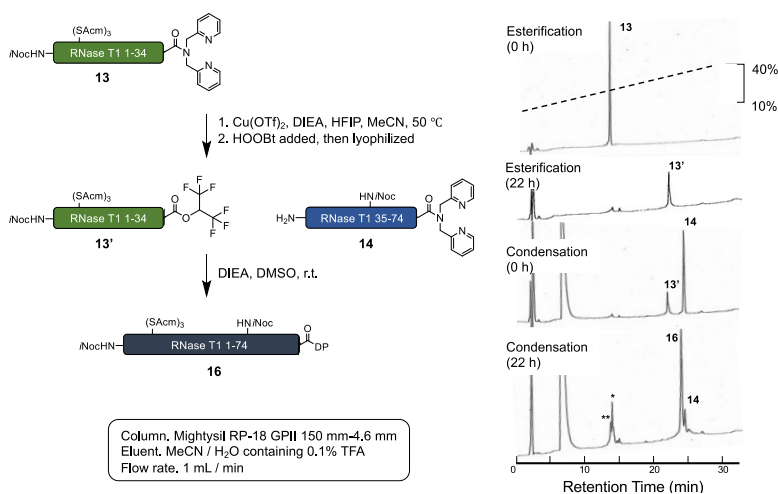 (SAcm)3
iNocHN
RNase T1 1-34
O
N
N
N
13
1. Cu(OTf)2, DIEA, HFIP, MeCN, 50 ℃
2. HOOBt added, then lyophilized
(SAcm)3
iNocHN
RNase T1 1-34
O
O
F
F
F
F
F
F
13’
HNiNoc
H2N
RNase T1 35-74
O
N
N
N
14
DIEA, DMSO, r.t.
(SAcm)3
HNiNoc
iNocHN
RNase T1 1-74
O
DP
16
Column. Mightysil RP-18 GPII 150 mm-4.6 mm
Eluent. MeCN / H2O containing 0.1% TFA
Flow rate. 1 mL / min
Esterification
(0 h)
13
40%
10%
Esterification
(22 h)
13’
Condensation
(0 h)
13’
14
Condensation
(22 h)
**
*
16
14
0 10 20 30
Retention Time (min)